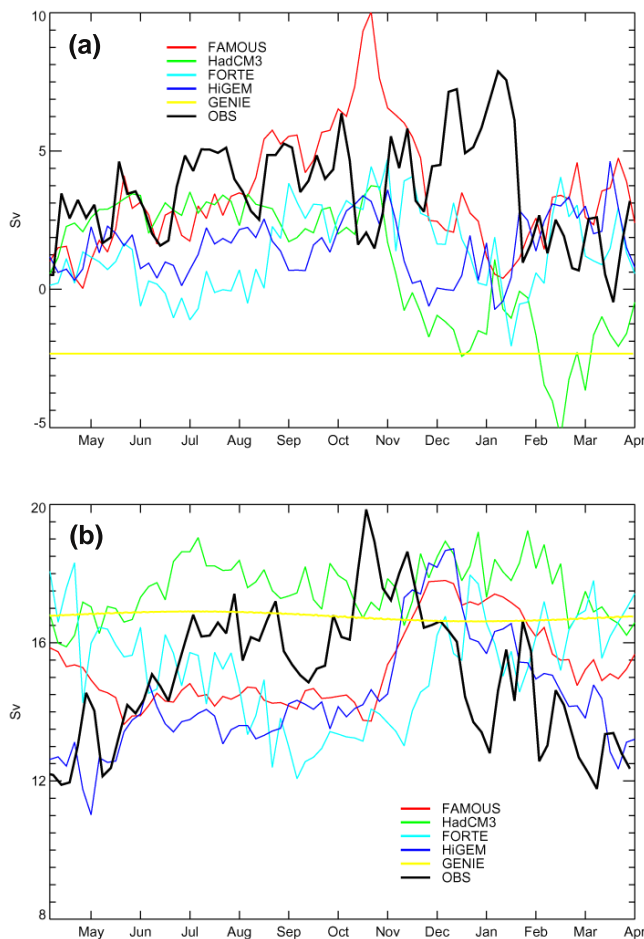 10
(a)
FAMOUS
HadCM3
FORTE
HiGEM
GENIE
OBS
5
Sv
0
-5
May Jun Jul Aug Sep Oct Nov Dec Jan Feb Mar Apr
20
(b)
16
Sv
12
FAMOUS
HadCM3
FORTE
HiGEM
GENIE
OBS
8
May Jun Jul Aug Sep Oct Nov Dec Jan Feb Mar Apr